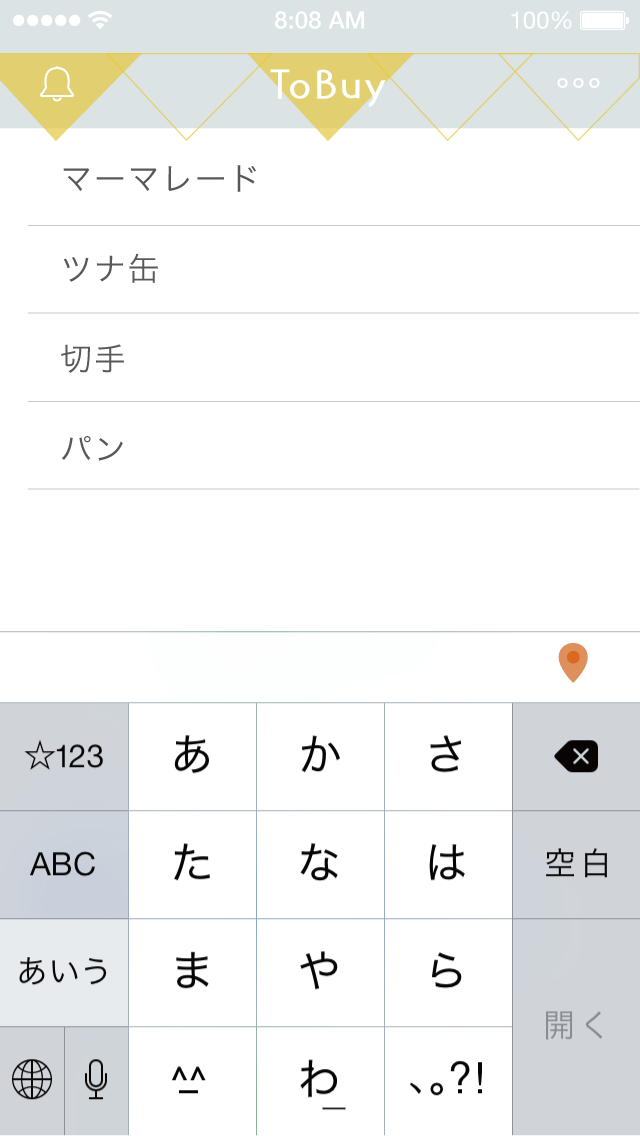 8:08 AM 100%
ToBuy
マーマレード
ツナ缶
切手
パン
☆123 あ か さ
ABC た な は 空白
あいう ま や ら
開く
^_^ わ_ 、。?!